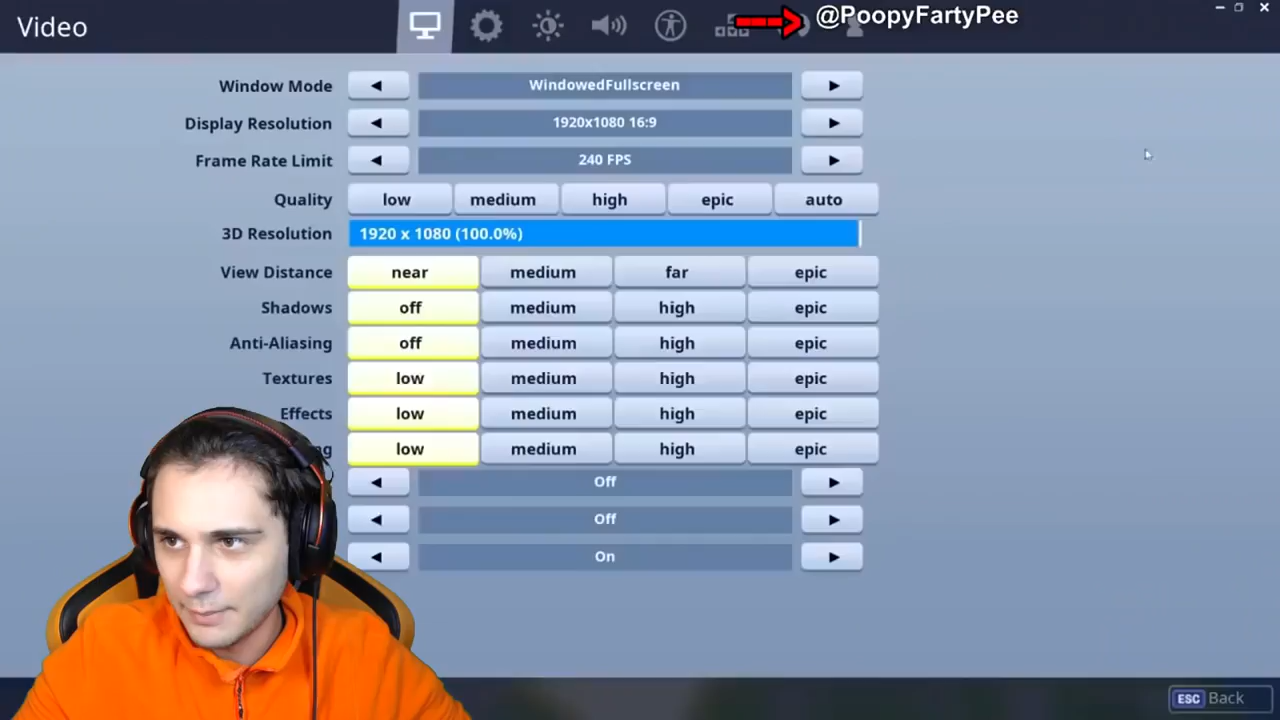 Video
@PoopyFartyPee
Window Mode WindowedFullscreen
Display Resolution 1920x1080 16:9
Frame Rate Limit 240 FPS
Quality low medium high epic auto
3D Resolution 1920 x 1080 (100.0%)
View Distance near medium far epic
Shadows off medium high epic
Anti-Aliasing off medium high epic
Textures low medium high epic
Effects low medium high epic
low medium high epic
Off
Off
On
ESC Back